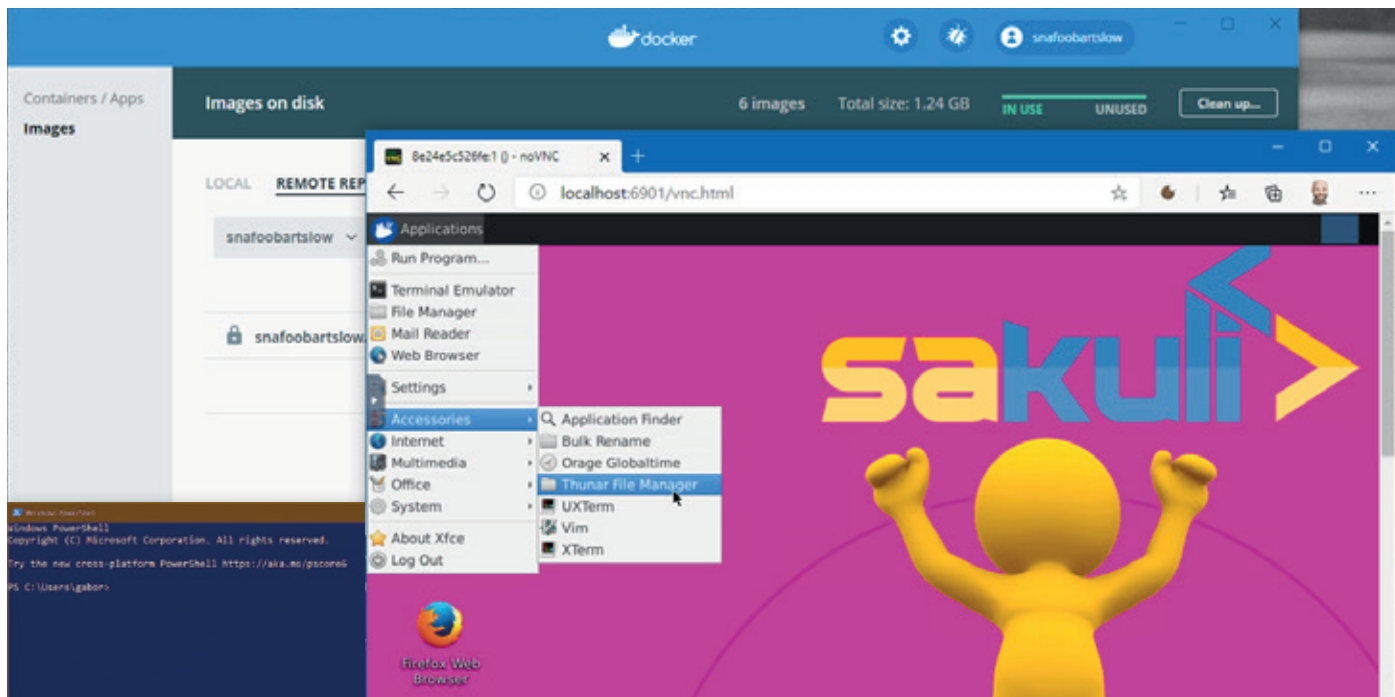 docker
snafoobartslow
Containers / Apps
Images
Images on disk
6 images
Total size: 1.24 GB
IN USE
UNUSED
Clean up...
LOCAL
REMOTE REP
snafoobartslow
snafoobartslow
8e24e5c526fe:1 () - noVNC
localhost:6901/vnc.html
Applications
Run Program...
Terminal Emulator
File Manager
Mail Reader
Web Browser
Settings
Accessories
Internet
Multimedia
Office
System
About Xfce
Log Out
Application Finder
Bulk Rename
Orage Globaltime
Thunar File Manager
UXTerm
Vim
XTerm
sakuli
Firefox Web
Browser
Windows PowerShell
Windows PowerShell
Copyright (C) Microsoft Corporation. All rights reserved.
Try the new cross-platform PowerShell https://aka.ms/pscore6
PS C:\Users\gabor>